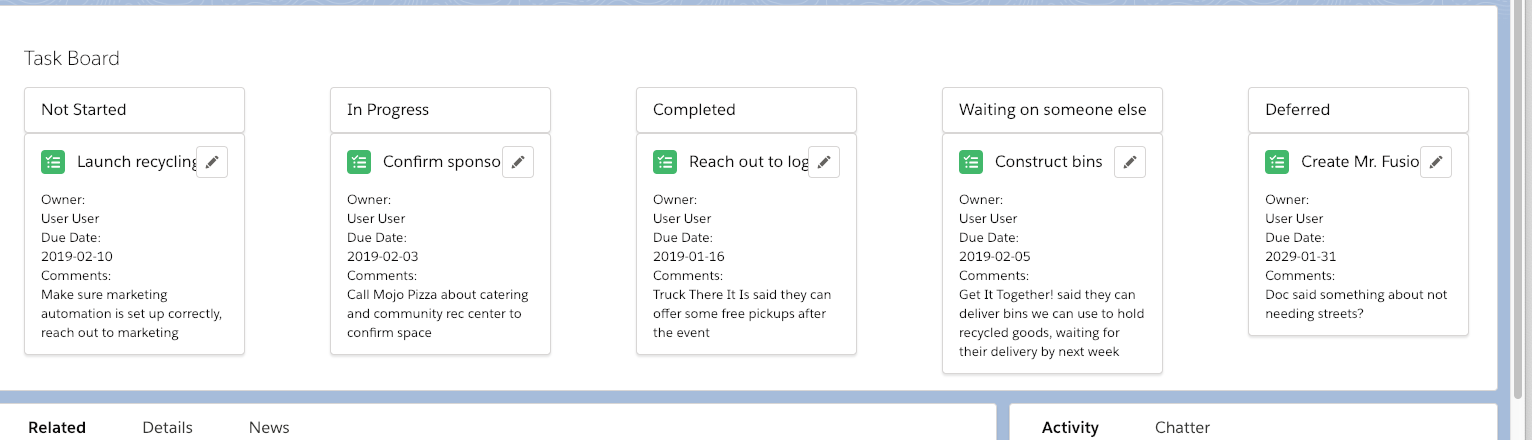 Task Board
Not Started
Launch recycling
Owner:
User User
Due Date:
2019-02-10
Comments:
Make sure marketing
automation is set up correctly,
reach out to marketing
In Progress
Confirm sponso
Owner:
User User
Due Date:
2019-02-03
Comments:
Call Mojo Pizza about catering
and community rec center to
confirm space
Completed
Reach out to log
Owner:
User User
Due Date:
2019-01-16
Comments:
Truck There It Is said they can
offer some free pickups after
the event
Waiting on someone else
Construct bins
Owner:
User User
Due Date:
2019-02-05
Comments:
Get It Together! said they can
deliver bins we can use to hold
recycled goods, waiting for
their delivery by next week
Deferred
Create Mr. Fusio
Owner:
User User
Due Date:
2029-01-31
Comments:
Doc said something about not
needing streets?
Related Details News
Activity Chatter